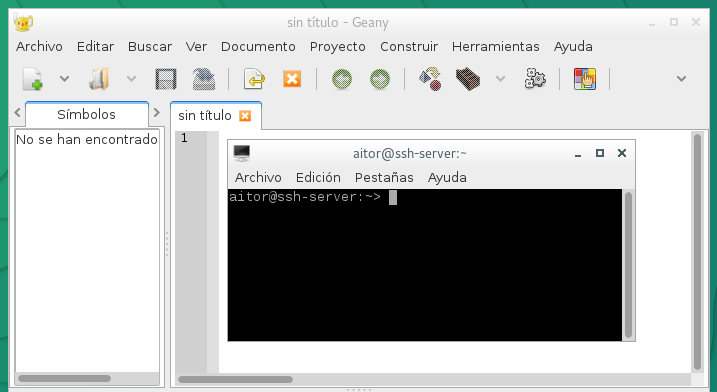 sin título - Geany
Archivo Editar Buscar Ver Documento Proyecto Construir Herramientas Ayuda
Símbolos
sin título
No se han encontrado
1
aitor@ssh-server:~
Archivo Edición Pestañas Ayuda
aitor@ssh-server:~>